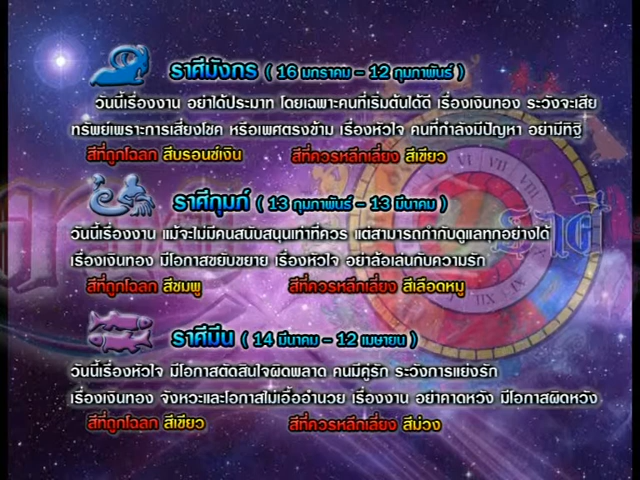 ราศีมังกร ( 16 มกราคม - 12 กุมภาพันธ์ )
วันนี้เรื่องงาน อย่าได้ประมาท โดยเฉพาะคนที่เริ่มต้นได้ดี เรื่องเงินทอง ระวังจะเสีย
ทรัพย์เพราะการเสี่ยงโชค หรือเพศตรงข้าม เรื่องหัวใจ คนที่กำลังมีปัญหา อย่ามีทิฐิ
สีที่ถูกโฉลก สีบรอนซ์เงิน สีที่ควรหลีกเลี่ยง สีเขียว
ราศีกุมภ์ ( 13 กุมภาพันธ์ - 13 มีนาคม )
วันนี้เรื่องงาน แม้จะไม่มีคนสนับสนุนเท่าที่ควร แต่สามารถกำกับดูแลทุกอย่างได้
เรื่องเงินทอง มีโอกาสขยับขยาย เรื่องหัวใจ อย่าล้อเล่นกับความรัก
สีที่ถูกโฉลก สีชมพู สีที่ควรหลีกเลี่ยง สีเลือดหมู
ราศีมีน ( 14 มีนาคม - 12 เมษายน )
วันนี้เรื่องหัวใจ มีโอกาสตัดสินใจผิดพลาด คนมีคู่รัก ระวังการแย่งรัก
เรื่องเงินทอง จังหวะและโอกาสไม่เอื้ออำนวย เรื่องงาน อย่าคาดหวัง มีโอกาสผิดหวัง
สีที่ถูกโฉลก สีเขียว สีที่ควรหลีกเลี่ยง สีม่วง